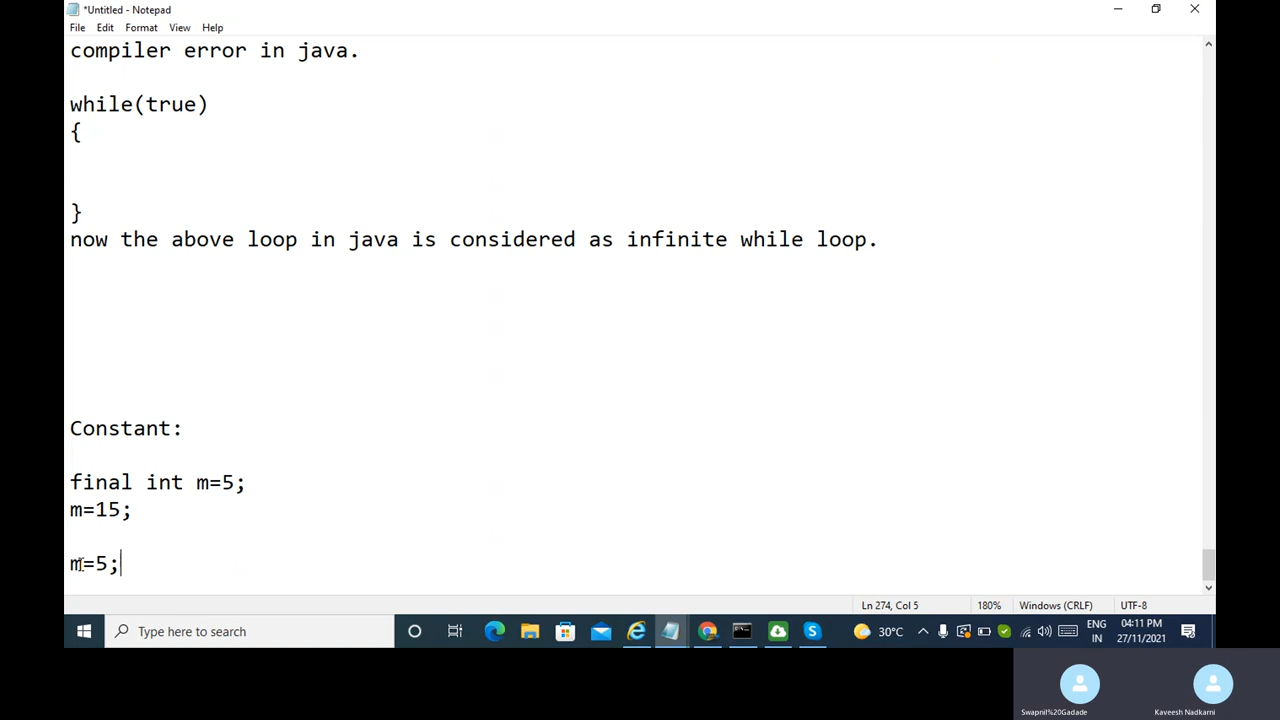 *Untitled - Notepad
File Edit Format View Help
compiler error in java.
while(true)
{
}
now the above loop in java is considered as infinite while loop.
Constant:
final int m=5;
m=15;
m=5;
Ln 274, Col 5 180% Windows (CRLF) UTF-8
Type here to search
30°C
ENG
IN
04:11 PM
27/11/2021
Swapnil%20Gadade
Kaveesh Nadkarni